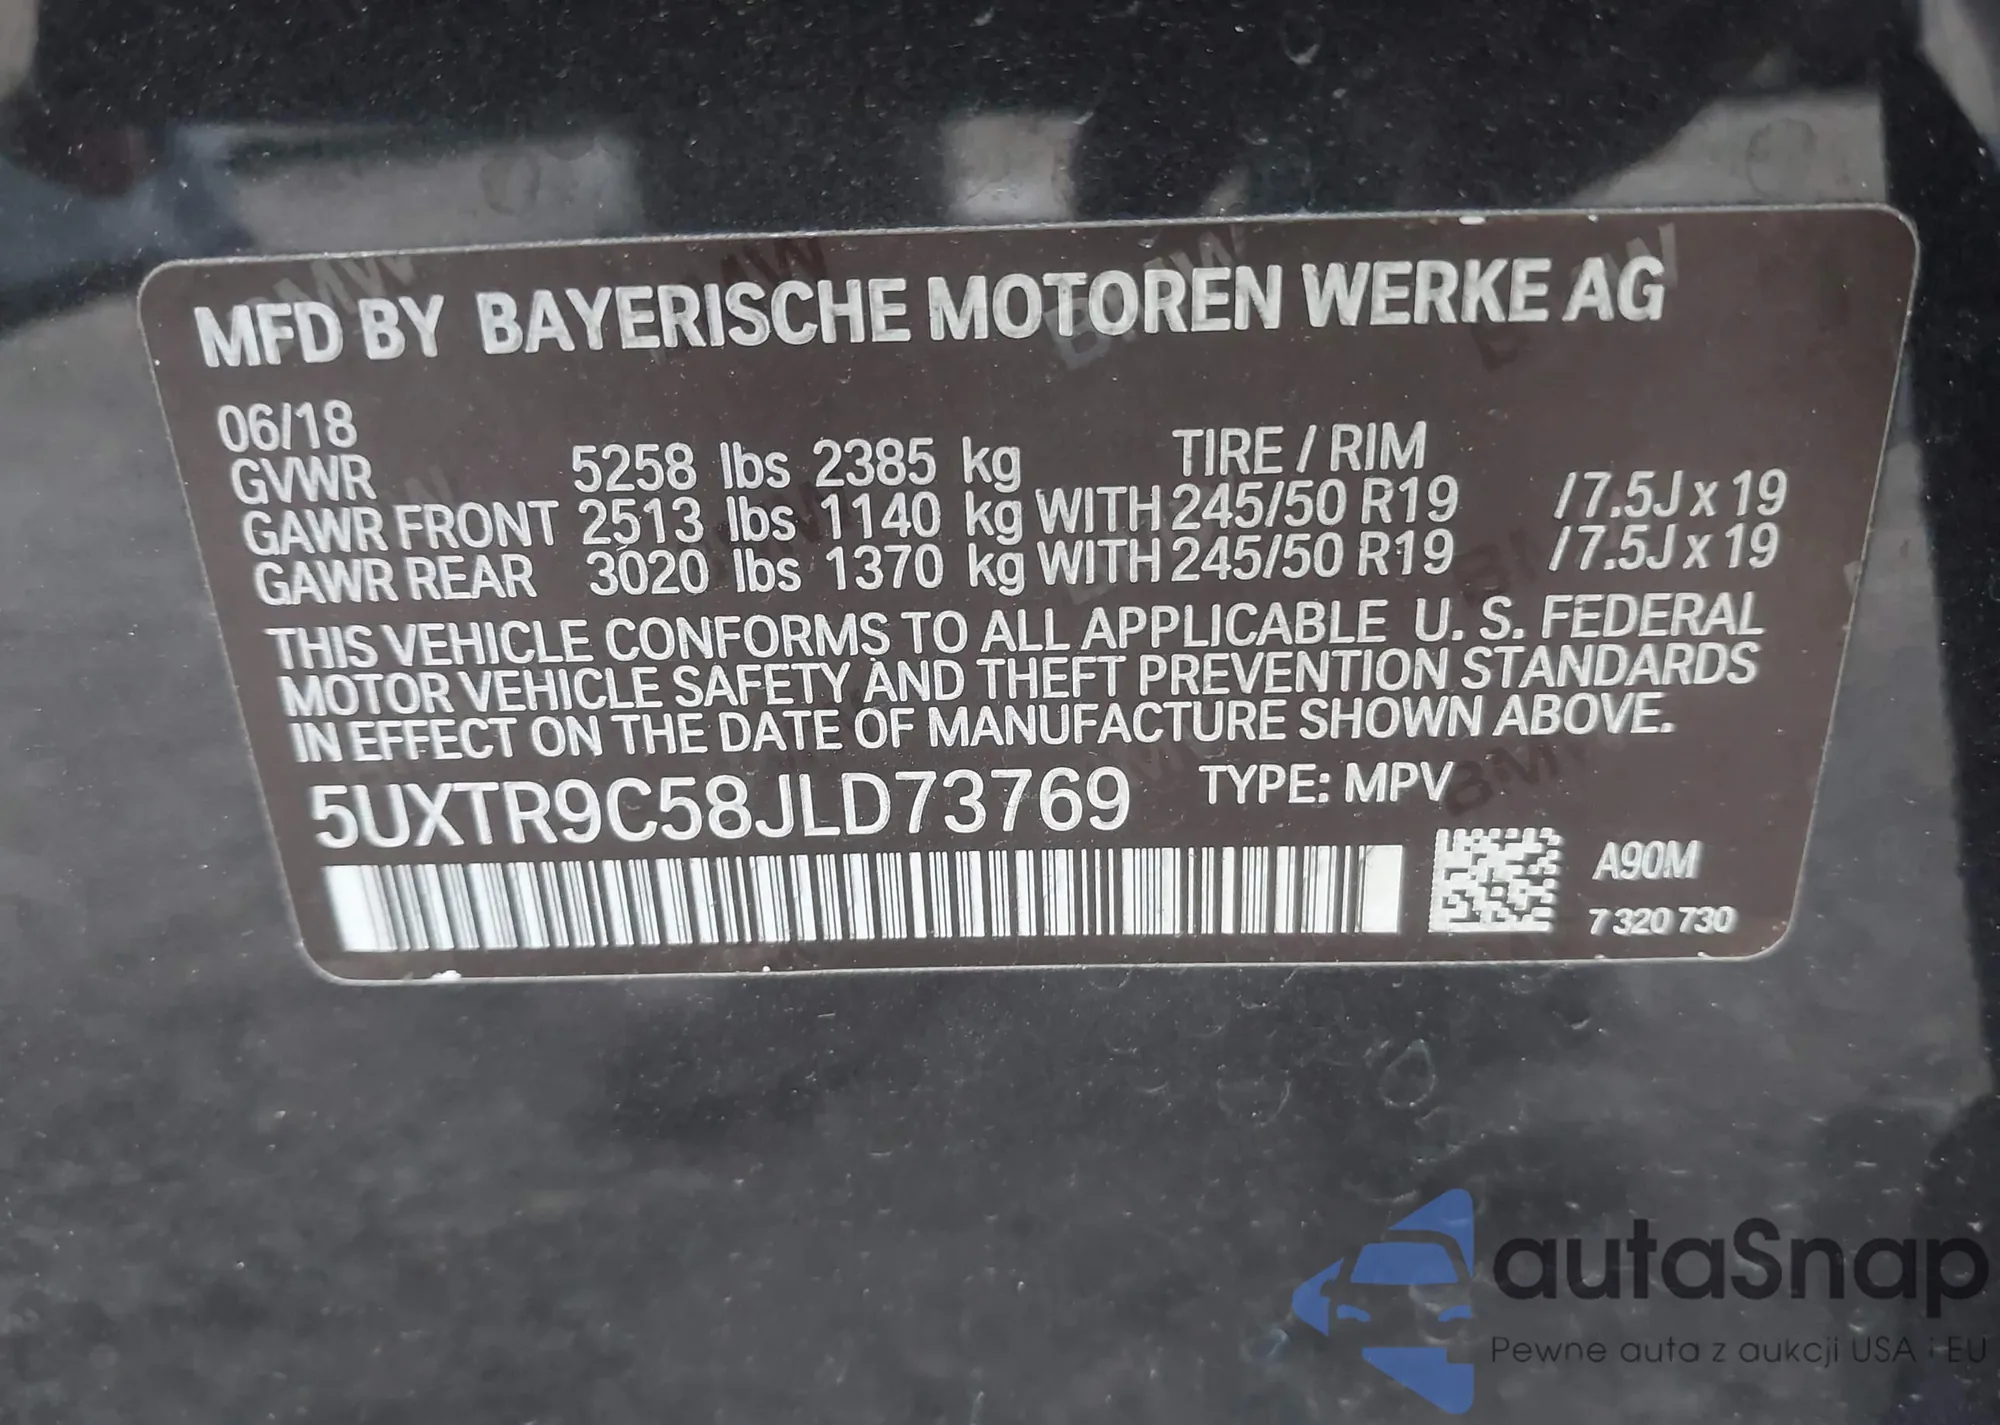 MFD BY BAYERISCHE MOTOREN WERKE AG
06/18
GVWR 5258 lbs 2385 kg TIRE / RIM
GAWR FRONT 2513 lbs 1140 kg WITH 245/50 R19 /7.5J x 19
GAWR REAR 3020 lbs 1370 kg WITH 245/50 R19 /7.5J x 19
THIS VEHICLE CONFORMS TO ALL APPLICABLE U. S. FEDERAL
MOTOR VEHICLE SAFETY AND THEFT PREVENTION STANDARDS
IN EFFECT ON THE DATE OF MANUFACTURE SHOWN ABOVE.
5UXTR9C58JLD73769 TYPE: MPV
A90M
7 320 730
autaSnap
Pewne auta z aukcji USA i EU